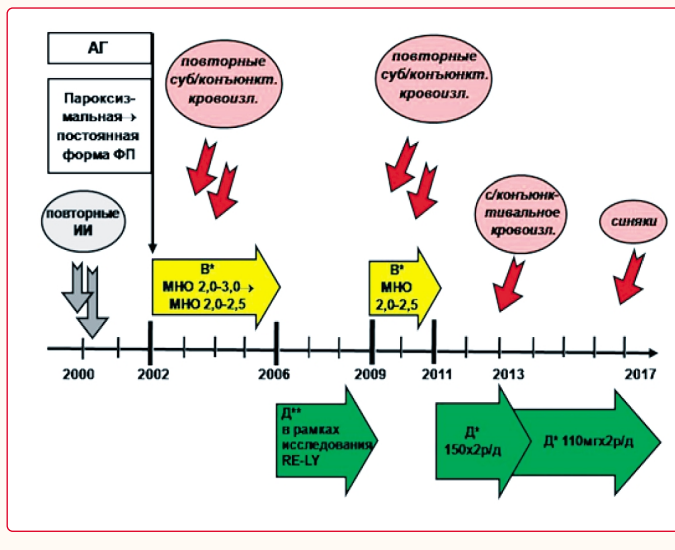 АГ
Пароксиз-
мальная→
постоянная
форма ФП
повторные
ИИ
повторные
суб/конъюнкт.
кровоизл.
повторные
суб/конъюнкт.
кровоизл.
с/конъюнк-
тивальное
кровоизл.
синяки
В*
МНО 2,0-3,0→
МНО 2,0-2,5
В*
МНО
2,0-2,5
2000
2002
2006
2009
2011
2013
2017
Д**
в рамках
исследования
RE-LY
Д*
150х2р/д
Д* 110мгх2р/д